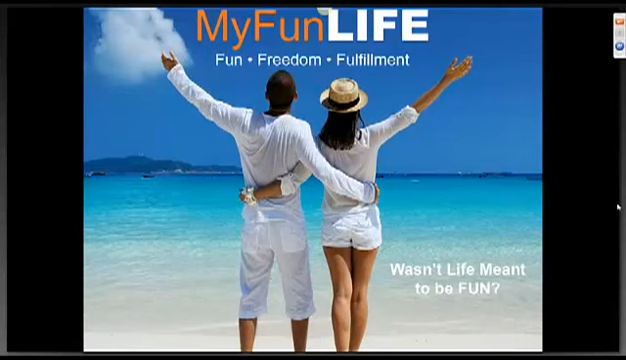 MyFunLIFE
Fun • Freedom • Fulfillment
Wasn't Life Meant
to be FUN?